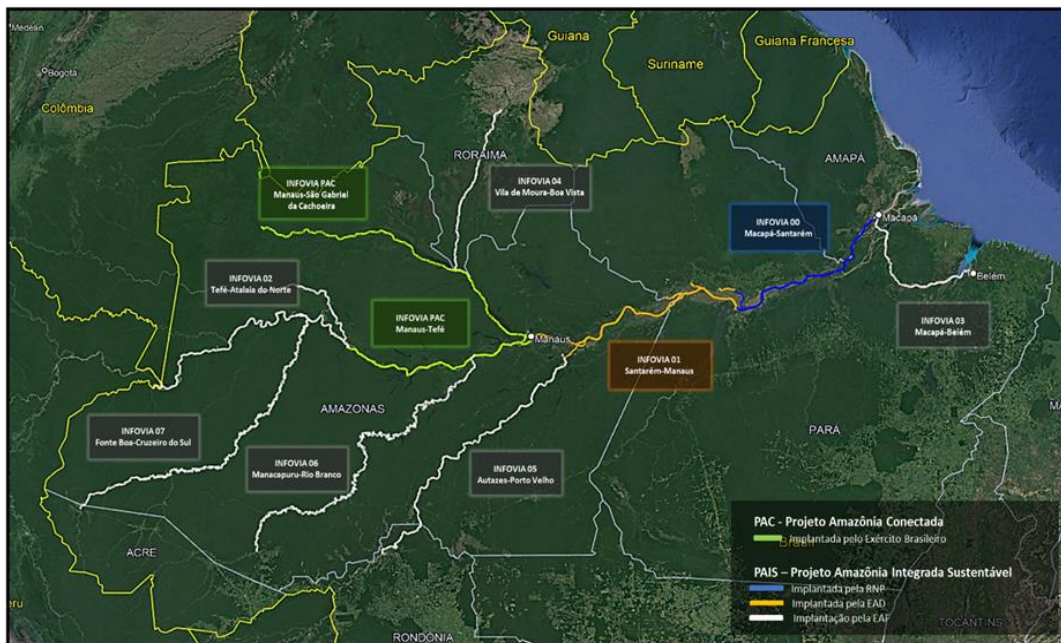 Medellín
Bogotá
Colômbia
Guiana
Suriname
Guiana Francesa
RORAIMA
AMAPÁ
INFOVIA PAC
Manaus-São Gabriel
da Cachoeira
INFOVIA 04
Vila de Moura-Boa Vista
INFOVIA 00
Macapá-Santarém
Macapá
Belém
INFOVIA 02
Tefé-Atalaia do Norte
INFOVIA PAC
Manaus-Tefé
Manaus
INFOVIA 01
Santarém-Manaus
INFOVIA 03
Macapá-Belém
AMAZONAS
PARÁ
INFOVIA 07
Fonte Boa-Cruzeiro do Sul
INFOVIA 06
Manacapuru-Rio Branco
INFOVIA 05
Autazes-Porto Velho
ACRE
RONDÔNIA
Brasil
TOCANTINS
PAC - Projeto Amazônia Conectada
Implantada pelo Exército Brasileiro
PAIS – Projeto Amazônia Integrada Sustentável
Implantada pela RNP
Implantada pela EAD
Implantação pela EAF